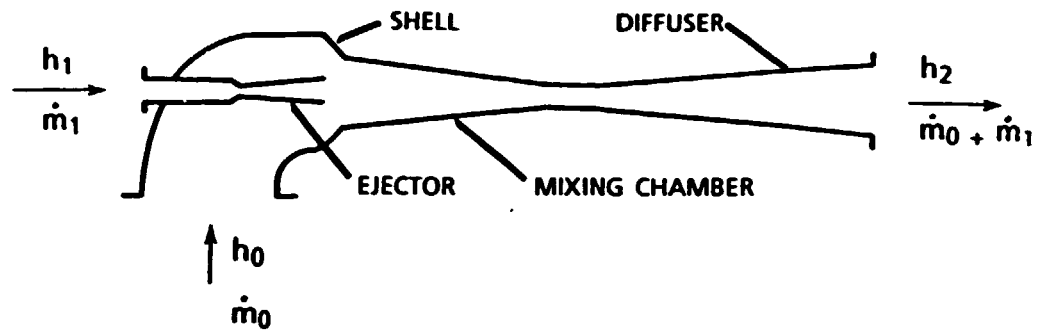 SHELL
DIFFUSER
h₁
ṁ₁
h₂
ṁ₀ + ṁ₁
EJECTOR
MIXING CHAMBER
h₀
ṁ₀